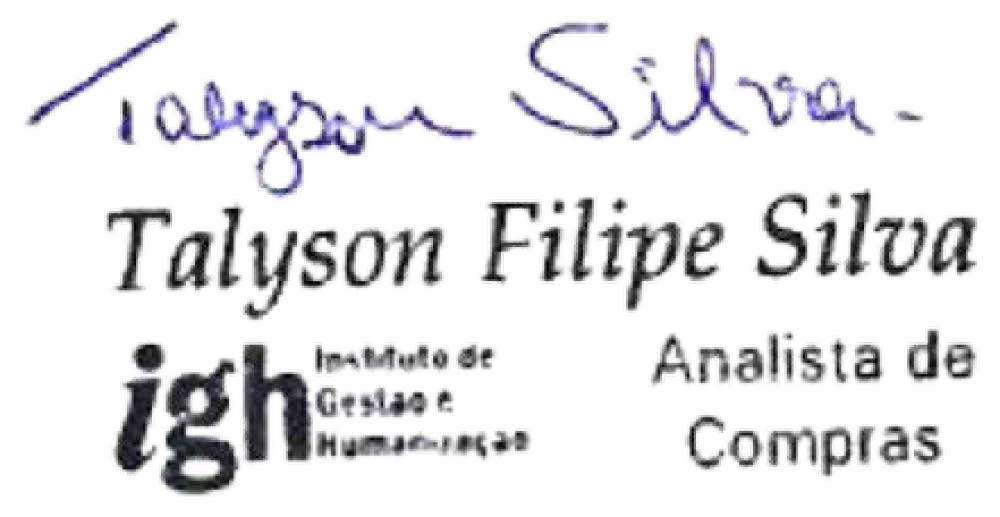 Talyson Silva.
Talyson Filipe Silva
igh Instituto de
Gestão e
Humanização
Analista de
Compras